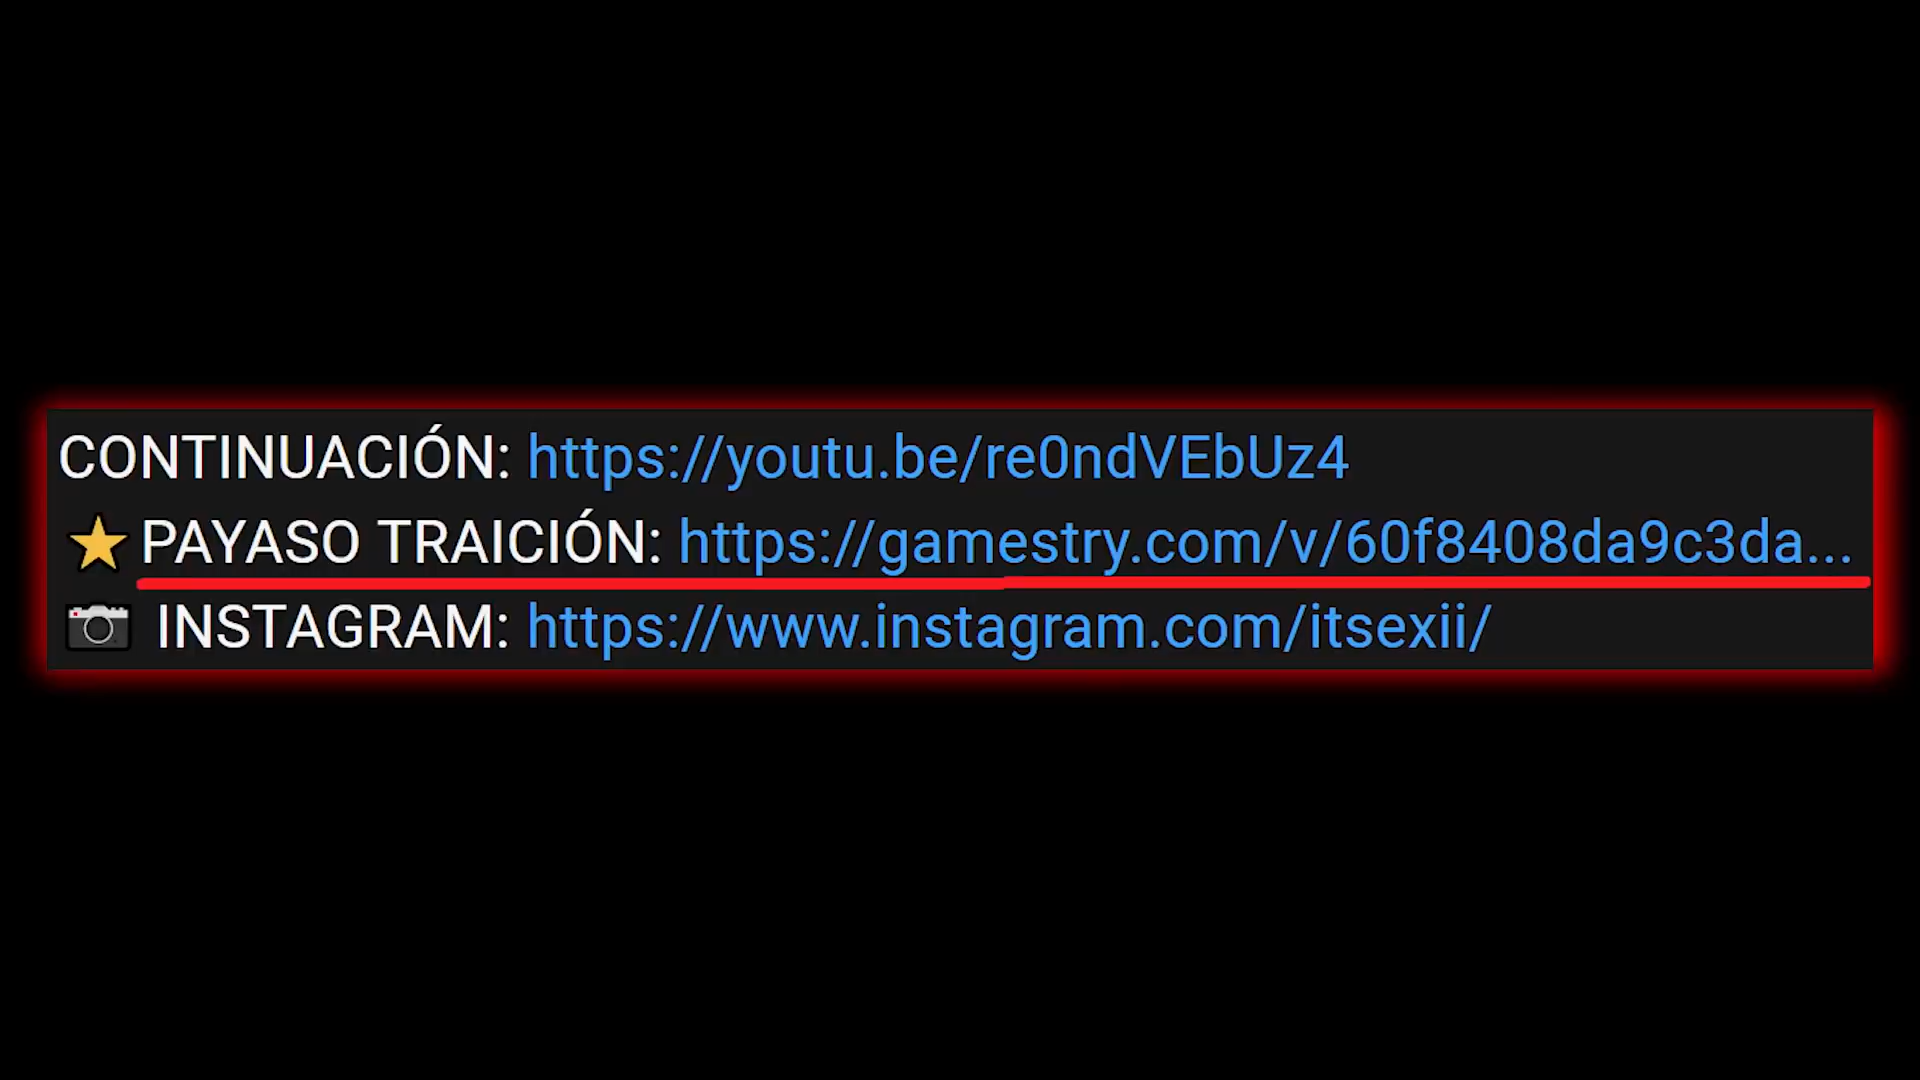 CONTINUACIÓN: https://youtu.be/re0ndVEbUz4
PAYASO TRAICIÓN: https://gamestry.com/v/60f8408da9c3da...
INSTAGRAM: https://www.instagram.com/itsexii/